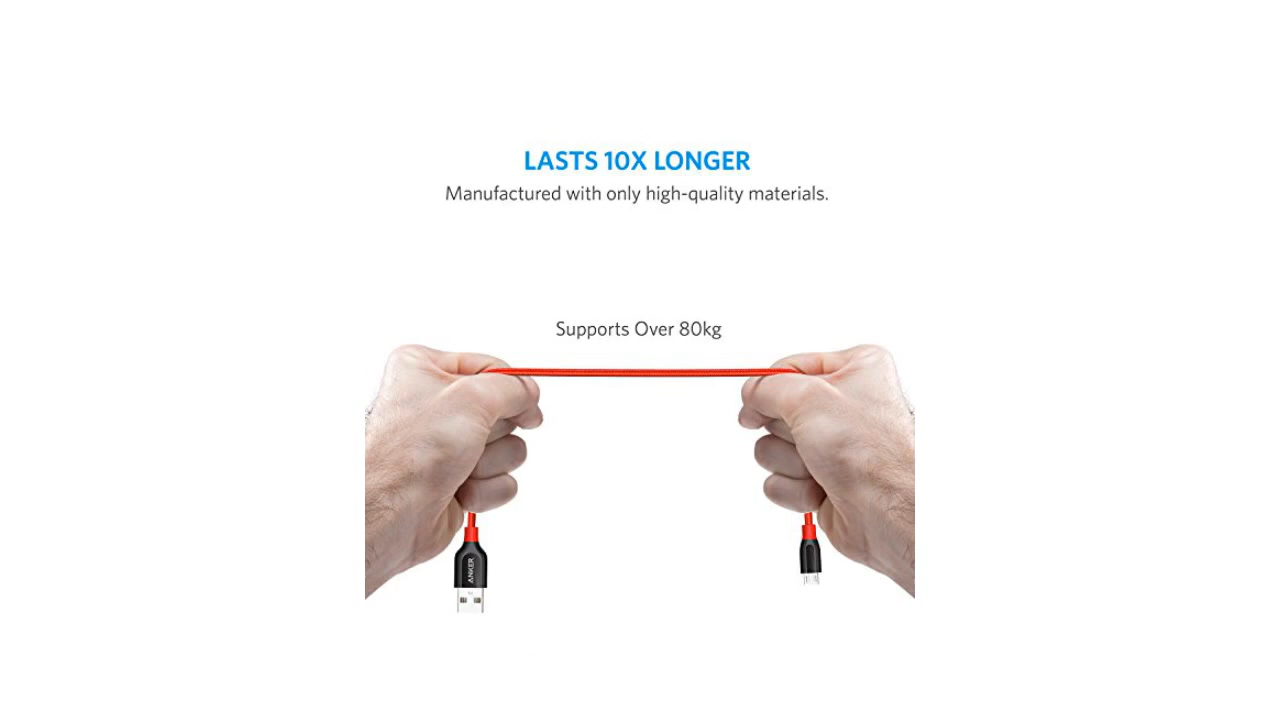 LASTS 10X LONGER
Manufactured with only high-quality materials.
Supports Over 80kg
ANKER